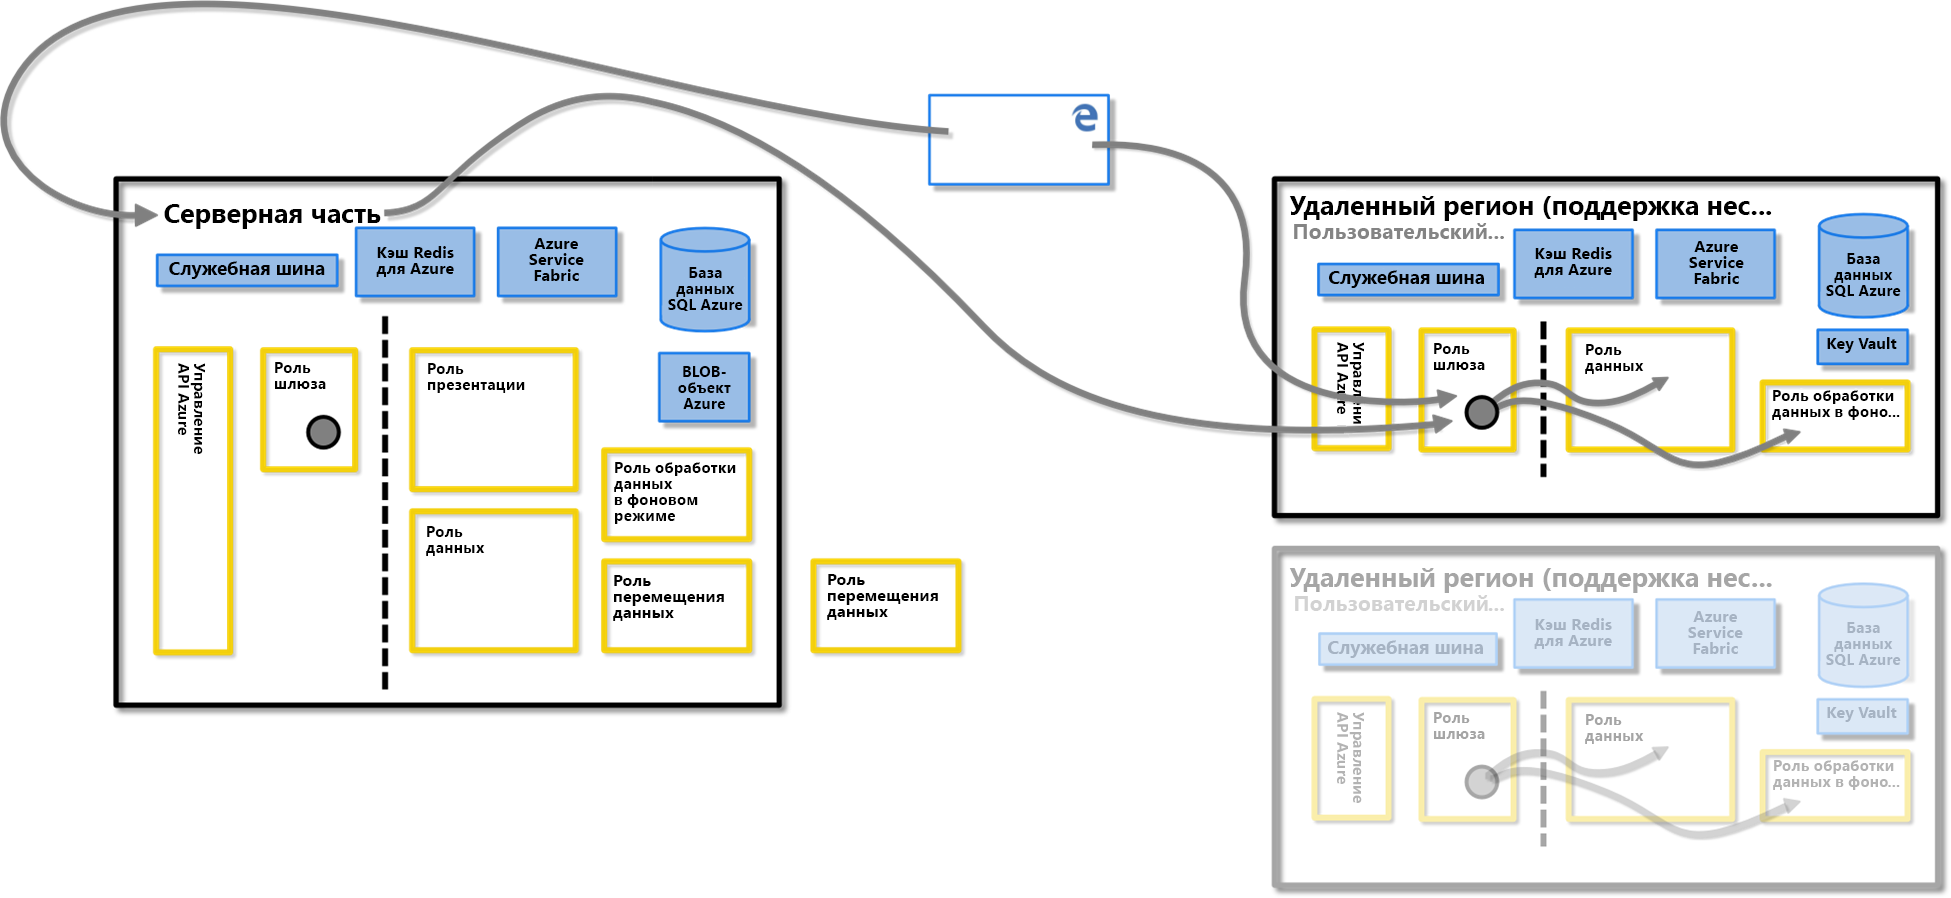 Серверная часть
Служебная шина
Кэш Redis
для Azure
Azure
Service
Fabric
База
данных
SQL Azure
Управление
API Azure
Роль
шлюза
Роль
презентации
BLOB-
объект
Azure
Роль обработки
данных
в фоновом
режиме
Роль
данных
Роль
перемещения
данных
Роль
перемещения
данных
Удаленный регион (поддержка нес...
Пользовательский...
Служебная шина
Кэш Redis
для Azure
Azure
Service
Fabric
База
данных
SQL Azure
Key Vault
Управлени
API Azure
Роль
шлюза
Роль
данных
Роль обработки
данных в фоно...
Удаленный регион (поддержка нес...
Пользовательский...
Служебная шина
Кэш Redis
для Azure
Azure
Service
Fabric
База
данных
SQL Azure
Key Vault
Управление
API Azure
Роль
шлюза
Роль
данных
Роль обработки
данных в фоно...